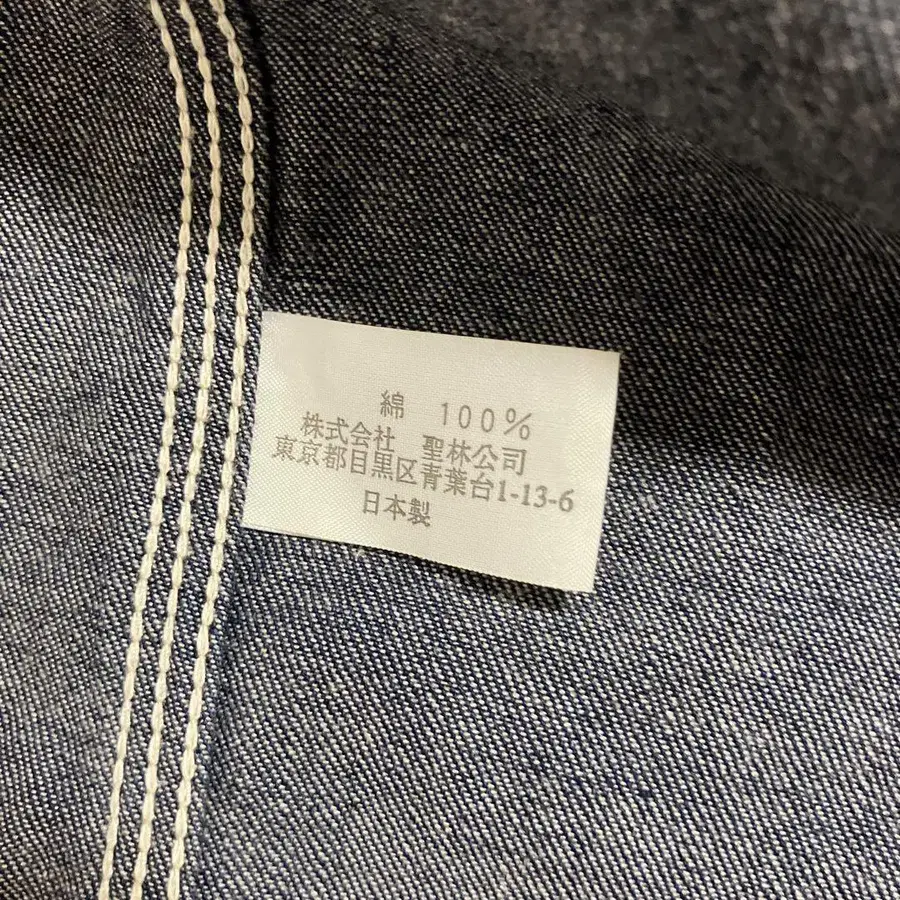 綿 100%
株式会社 聖林公司
東京都目黒区青葉台1-13-6
日本製